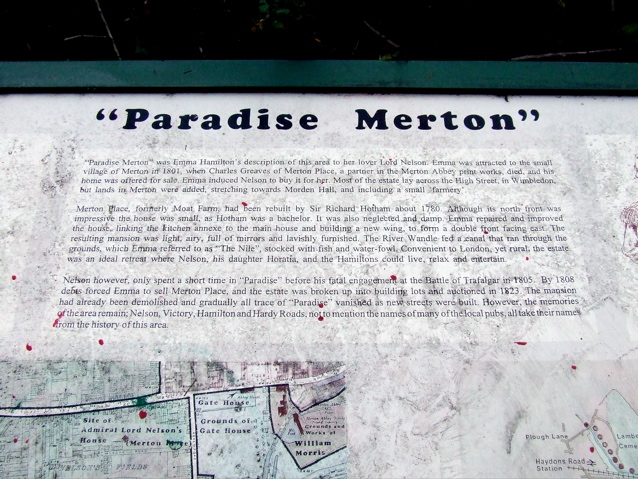 "Paradise Merton"
"Paradise Merton" was Emma Hamilton's description of this area to her lover Lord Nelson. Emma was attracted to the small
village of Merton in 1801, when Charles Greaves of Merton Place, a partner in the Merton Abbey print works, died, and his
home was offered for sale. Emma induced Nelson to buy it for her. Most of the estate lay across the High Street, in Wimbledon,
but lands in Merton were added, stretching towards Morden Hall, and including a small 'farmery'.
Merton Place, formerly Moat Farm, had been rebuilt by Sir Richard Hotham about 1780. Although its north front was
impressive the house was small, as Hotham was a bachelor. It was also neglected and damp. Emma repaired and improved
the house, linking the kitchen annexe to the main house and building a new wing, to form a double front facing east. The
resulting mansion was light, airy, full of mirrors and lavishly furnished. The River Wandle fed a canal that ran through the
grounds, which Emma referred to as "The Nile", stocked with fish and water-fowl. Convenient to London, yet rural, the estate
was an ideal retreat where Nelson, his daughter Horatia, and the Hamiltons could live, relax and entertain.
Nelson however, only spent a short time in "Paradise" before his fatal engagement at the Battle of Trafalgar in 1805. By 1808
debts forced Emma to sell Merton Place, and the estate was broken up into building lots and auctioned in 1823. The mansion
had already been demolished and gradually all trace of "Paradise" vanished as new streets were built. However, the memories
of the area remain; Nelson, Victory, Hamilton and Hardy Roads, not to mention the names of many of the local pubs, all take their names
from the history of this area.
Gate House
Site of
Admiral Lord Nelson's
House
Merton Place
Grounds of
Gate House
Grounds and
Works of
William
Morris
FIELDS
Plough Lane
Haydons Road
Station